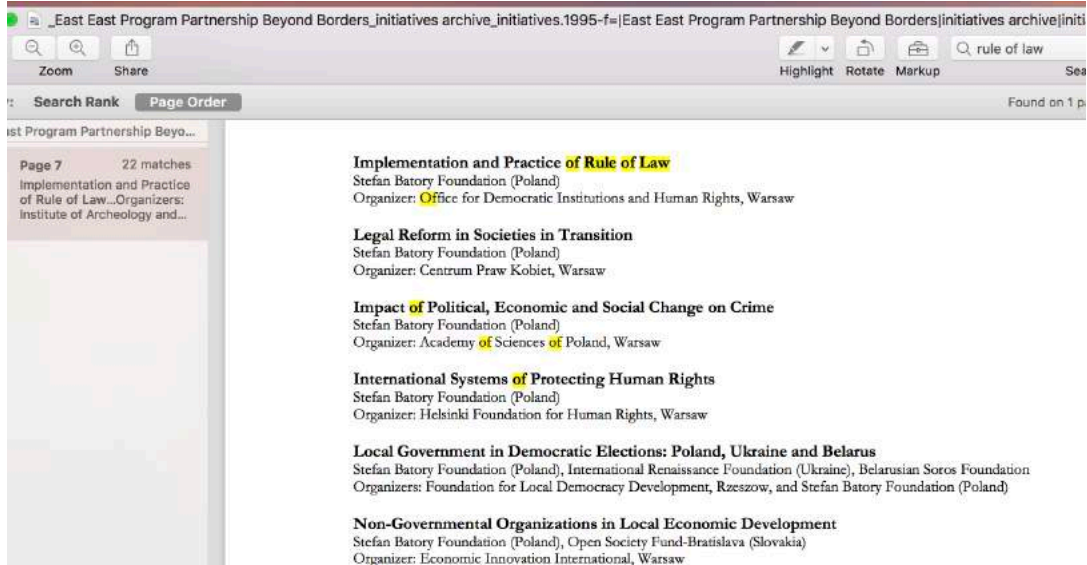 _East East Program Partnership Beyond Borders_initiatives archive_initiatives.1995-f=|East East Program Partnership Beyond Borders|initiatives archive|initi
Zoom Share Highlight Rotate Markup rule of law Sea
Search Rank Page Order Found on 1 p
st Program Partnership Beyo...
Page 7 22 matches
Implementation and Practice
of Rule of Law...Organizers:
Institute of Archeology and...
Implementation and Practice of Rule of Law
Stefan Batory Foundation (Poland)
Organizer: Office for Democratic Institutions and Human Rights, Warsaw
Legal Reform in Societies in Transition
Stefan Batory Foundation (Poland)
Organizer: Centrum Praw Kobiet, Warsaw
Impact of Political, Economic and Social Change on Crime
Stefan Batory Foundation (Poland)
Organizer: Academy of Sciences of Poland, Warsaw
International Systems of Protecting Human Rights
Stefan Batory Foundation (Poland)
Organizer: Helsinki Foundation for Human Rights, Warsaw
Local Government in Democratic Elections: Poland, Ukraine and Belarus
Stefan Batory Foundation (Poland), International Renaissance Foundation (Ukraine), Belarusian Soros Foundation
Organizers: Foundation for Local Democracy Development, Rzeszow, and Stefan Batory Foundation (Poland)
Non-Governmental Organizations in Local Economic Development
Stefan Batory Foundation (Poland), Open Society Fund-Bratislava (Slovakia)
Organizer: Economic Innovation International, Warsaw